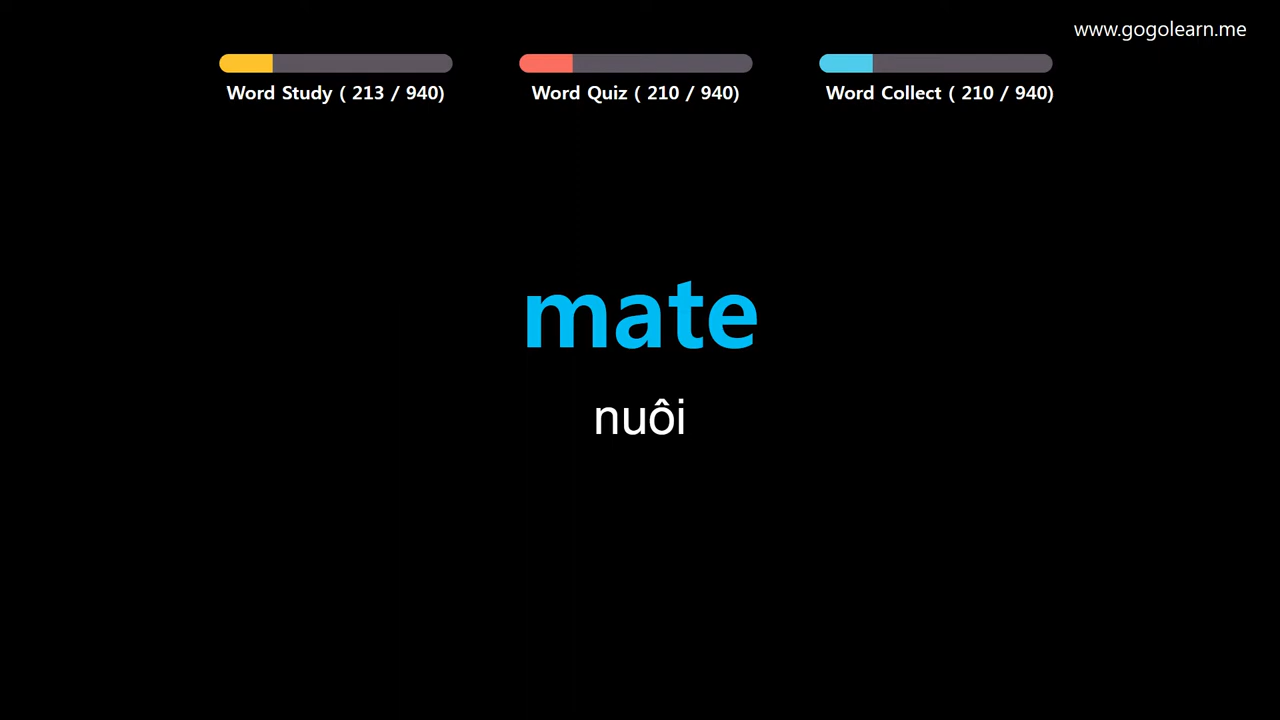 www.gogolearn.me
Word Study ( 213 / 940)
Word Quiz ( 210 / 940)
Word Collect ( 210 / 940)
mate
nuôi